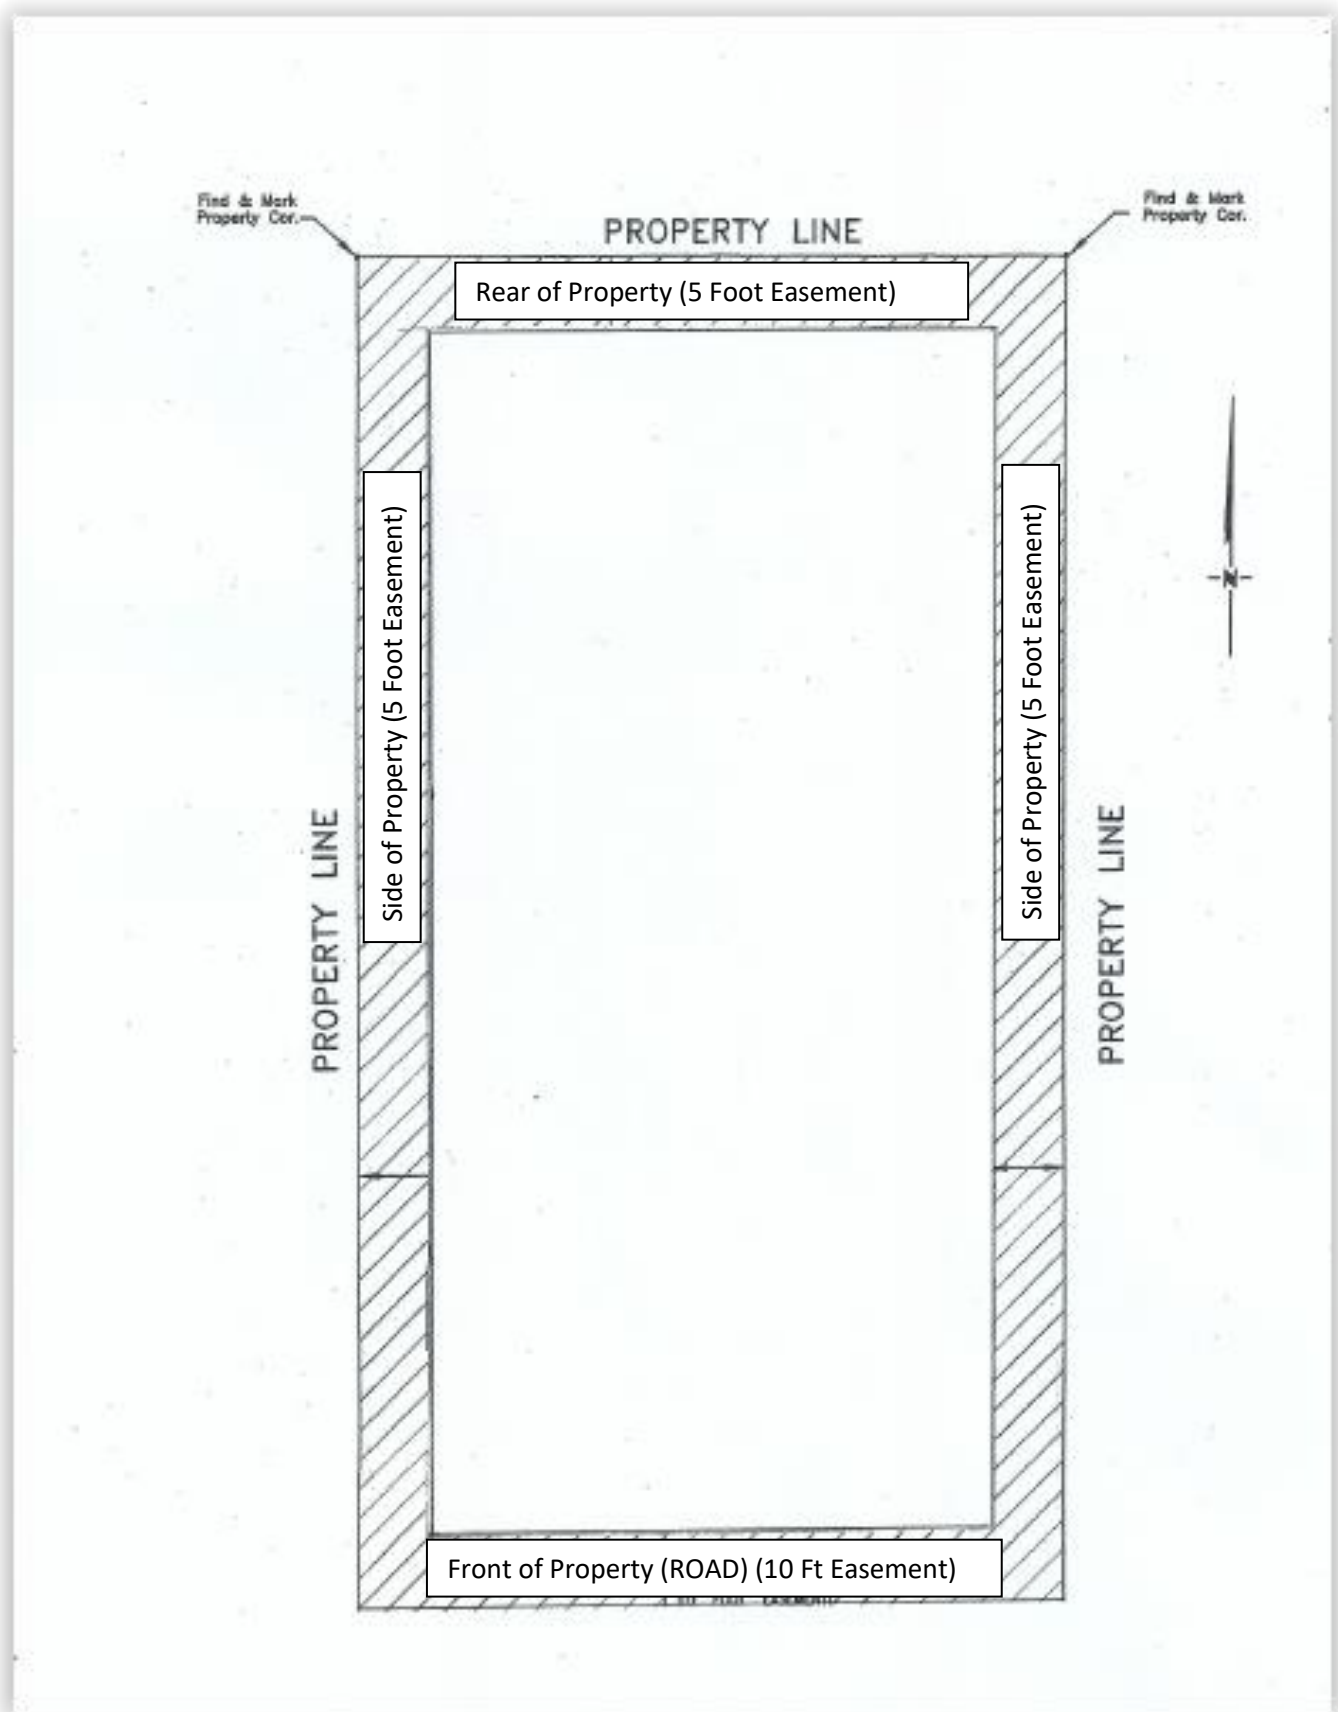 Find & Mark
Property Cor.
Find & Mark
Property Cor.
PROPERTY LINE
Rear of Property (5 Foot Easement)
Side of Property (5 Foot Easement)
Side of Property (5 Foot Easement)
N
PROPERTY LINE
PROPERTY LINE
Front of Property (ROAD) (10 Ft Easement)